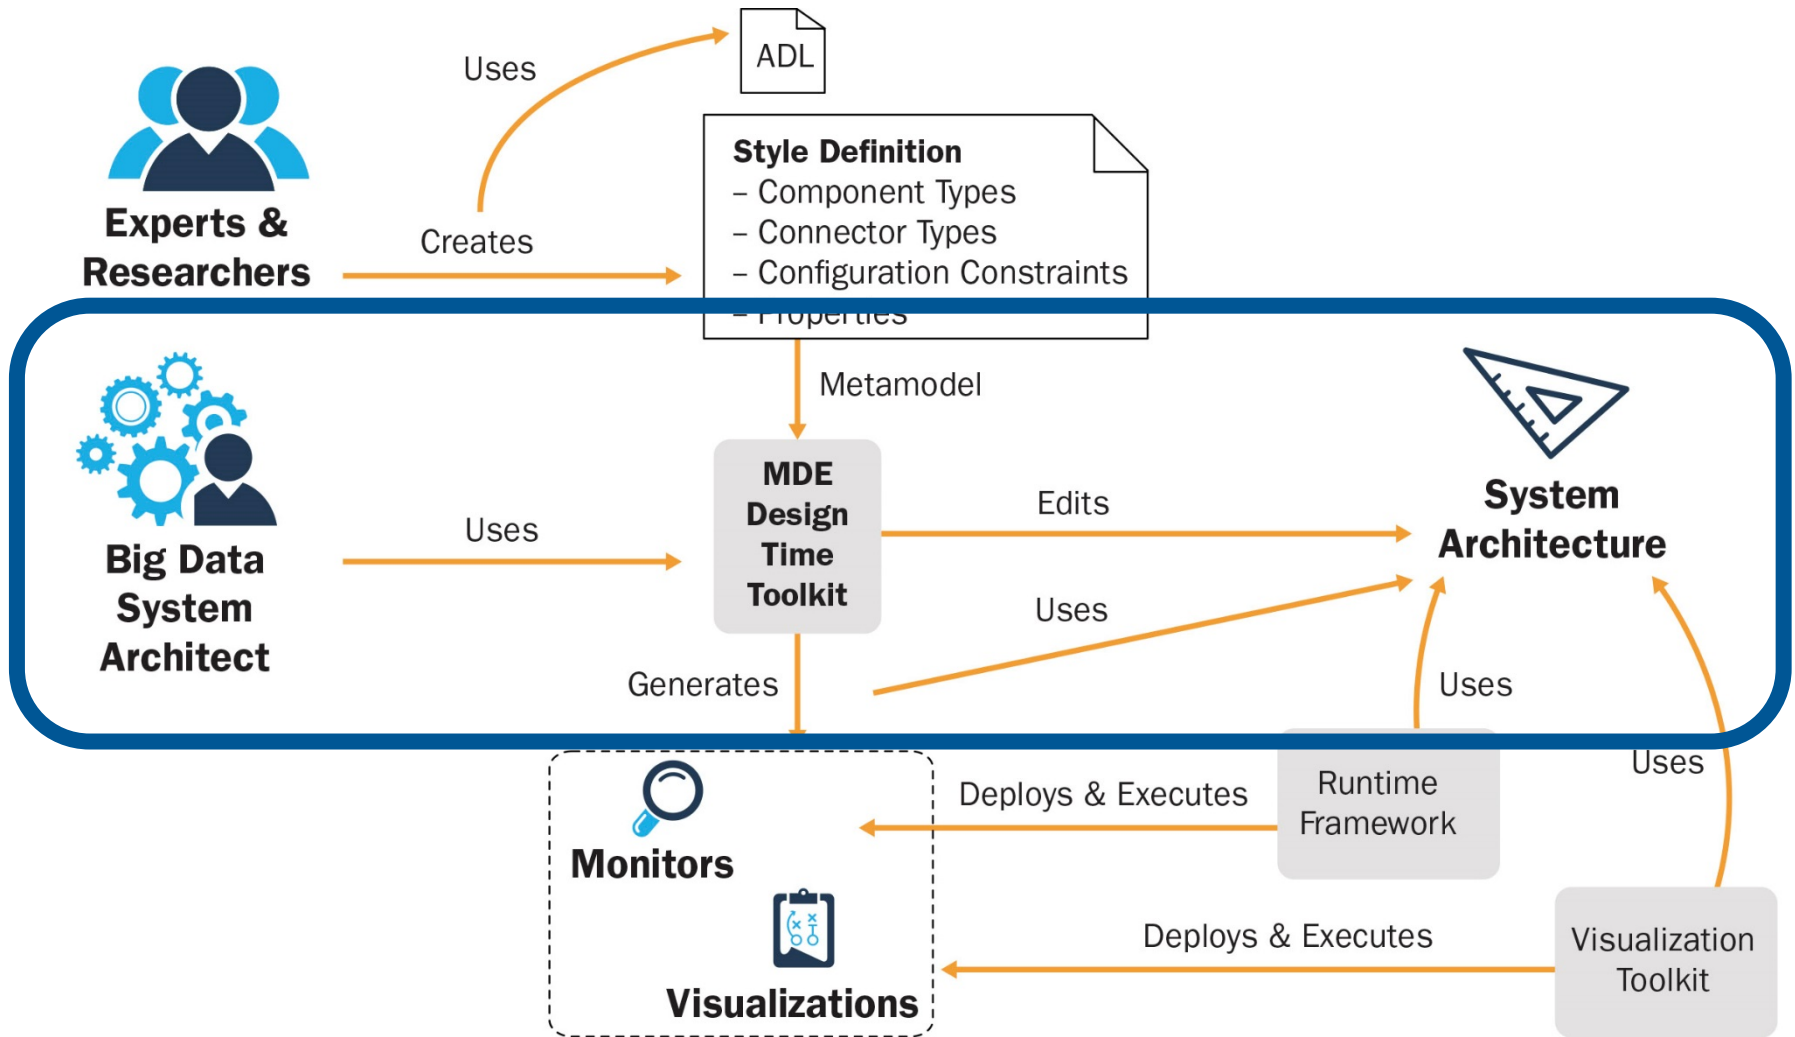 Uses
ADL
Style Definition
– Component Types
– Connector Types
– Configuration Constraints
– Properties
Experts &
Researchers
Creates
Metamodel
MDE
Design
Time
Toolkit
Big Data
System
Architect
Uses
Edits
System
Architecture
Uses
Generates
Uses
Uses
Runtime
Framework
Deploys & Executes
Monitors
Visualizations
Deploys & Executes
Visualization
Toolkit